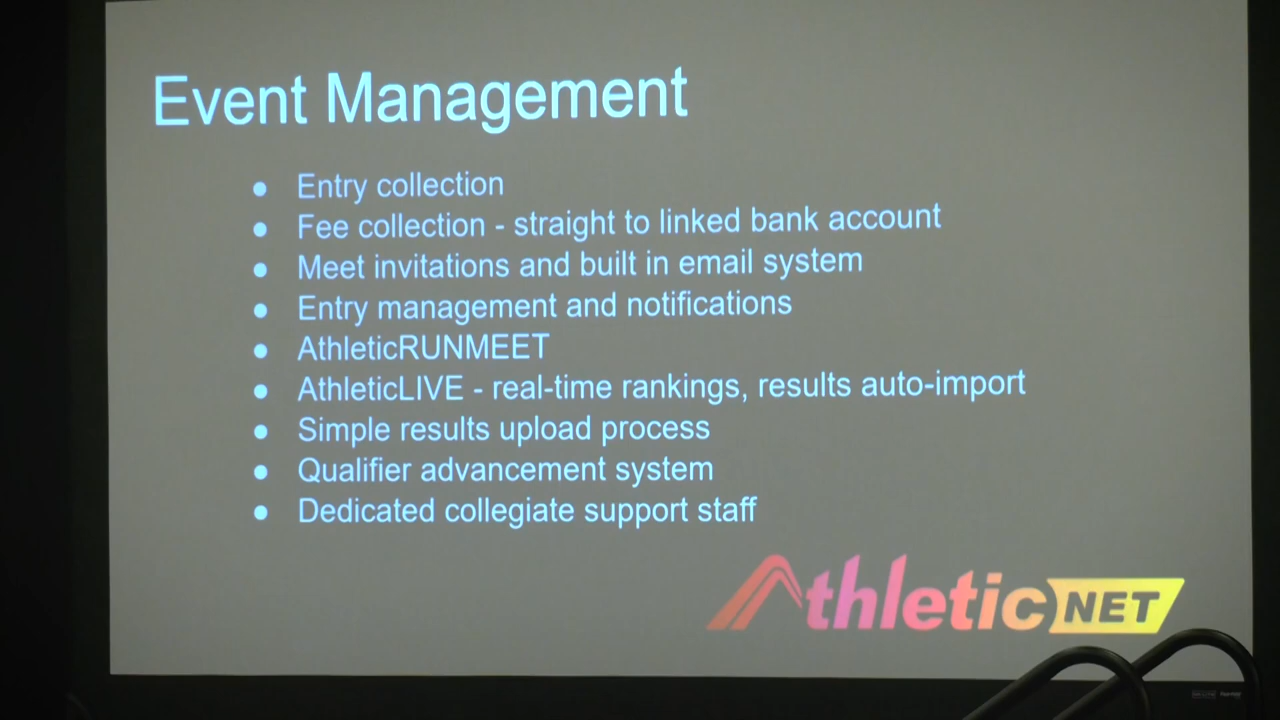 Event Management
● Entry collection
● Fee collection - straight to linked bank account
● Meet invitations and built in email system
● Entry management and notifications
● AthleticRUNMEET
● AthleticLIVE - real-time rankings, results auto-import
● Simple results upload process
● Qualifier advancement system
● Dedicated collegiate support staff
Athletic NET